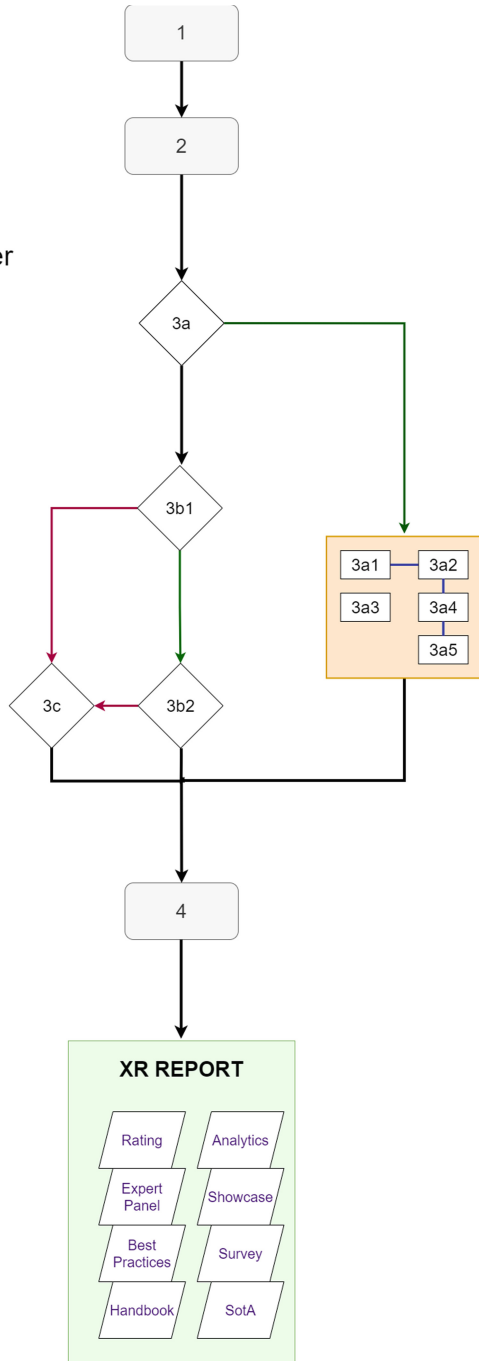 1
2
er
3a
3b1
3a1
3a2
3a3
3a4
3a5
3c
3b2
4
XR REPORT
Rating
Analytics
Expert
Panel
Showcase
Best
Practices
Survey
Handbook
SotA